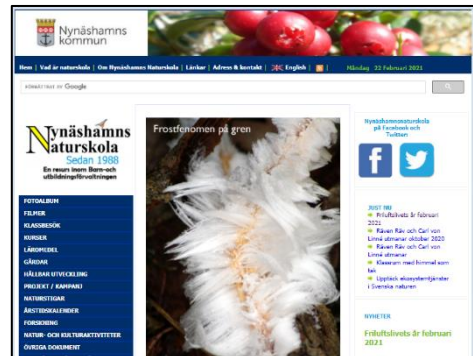 Nynäshamns
kommun
Hem | Vad är naturskola | Om Nynäshamns Naturskola | Länkar | Adress & kontakt | English |
Måndag 22 Februari 2021
FÖRBÄTTRAT AV Google
Nynäshamns
Naturskola
Sedan 1988
En resurs inom Barn-och
utbildningsförvaltningen
FOTOALBUM
FILMER
KLASSBESÖK
KURSER
LÄROMEDEL
GÅRDAR
HÅLLBAR UTVECKLING
PROJEKT / KAMPANJ
NATURSTIGAR
ÅRSTIDSKALENDER
FORSKNING
NATUR- OCH KULTURAKTIVITETER
ÖVRIGA DOKUMENT
Frostfenomen på gren
Nynäshamnsnaturskola
på Facebook och
Twitter:
JUST NU
Friluftslivets år februari
2021
Räven Räv och Carl von
Linné utmanar oktober 2020
Räven Räv och Carl von
Linné utmanar
Klassrum med himmel som
tak
Upptäck ekosystemtjänster
i Svenska naturen
NYHETER
Friluftslivets år februari
2021